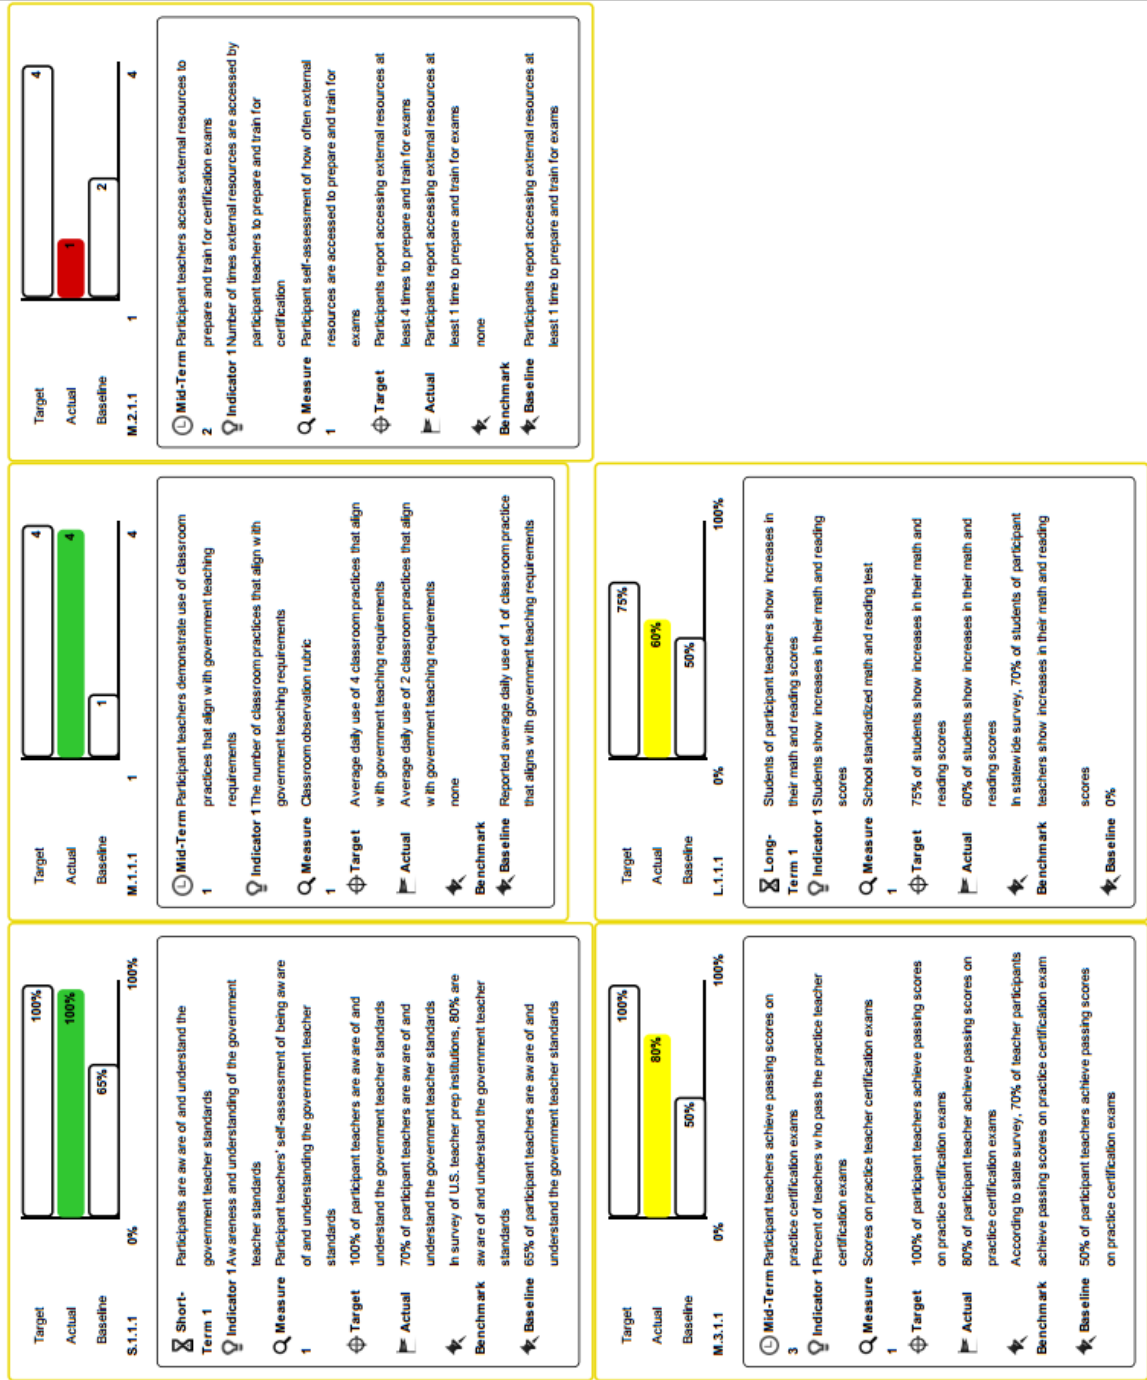 Target
100%
Actual
100%
Baseline
65%
S.1.1.1
0%
100%
Short-Term 1
Participants are aware of and understand the
government teacher standards
Indicator 1 Awareness and understanding of the government
teacher standards
Measure 1
Participant teachers' self-assessment of being aware
of and understanding the government teacher
standards
Target
100% of participant teachers are aware of and
understand the government teacher standards
Actual
70% of participant teachers are aware of and
understand the government teacher standards
Benchmark
In survey of U.S. teacher prep institutions, 80% are
aware of and understand the government teacher
standards
Baseline
65% of participant teachers are aware of and
understand the government teacher standards
Target
4
Actual
4
Baseline
1
M.1.1.1
1
4
Mid-Term 1
Participant teachers demonstrate use of classroom
practices that align with government teaching
requirements
Indicator 1 The number of classroom practices that align with
government teaching requirements
Measure 1
Classroom observation rubric
Target
Average daily use of 4 classroom practices that align
with government teaching requirements
Actual
Average daily use of 2 classroom practices that align
with government teaching requirements
Benchmark
none
Baseline
Reported average daily use of 1 of classroom practice
that aligns with government teaching requirements
Target
4
Actual
1
Baseline
2
M.2.1.1
1
4
Mid-Term 2
Participant teachers access external resources to
prepare and train for certification exams
Indicator 1 Number of times external resources are accessed by
participant teachers to prepare and train for
certification
Measure 1
Participant self-assessment of how often external
resources are accessed to prepare and train for
exams
Target
Participants report accessing external resources at
least 4 times to prepare and train for exams
Actual
Participants report accessing external resources at
least 1 time to prepare and train for exams
Benchmark
none
Baseline
Participants report accessing external resources at
least 1 time to prepare and train for exams
Target
100%
Actual
80%
Baseline
50%
M.3.1.1
0%
100%
Mid-Term 3
Participant teachers achieve passing scores on
practice certification exams
Indicator 1 Percent of teachers who pass the practice teacher
certification exams
Measure 1
Scores on practice teacher certification exams
Target
100% of participant teachers achieve passing scores
on practice certification exams
Actual
80% of participant teacher achieve passing scores on
practice certification exams
Benchmark
According to state survey, 70% of teacher participants
achieve passing scores on practice certification exam
Baseline
50% of participant teachers achieve passing scores
on practice certification exams
Target
75%
Actual
60%
Baseline
50%
L.1.1.1
0%
100%
Long-Term 1
Students of participant teachers show increases in
their math and reading scores
Indicator 1 Students show increases in their math and reading
scores
Measure 1
School standardized math and reading test
Target
75% of students show increases in their math and
reading scores
Actual
60% of students show increases in their math and
reading scores
Benchmark
In statewide survey, 70% of students of participant
teachers show increases in their math and reading
scores
Baseline 0%